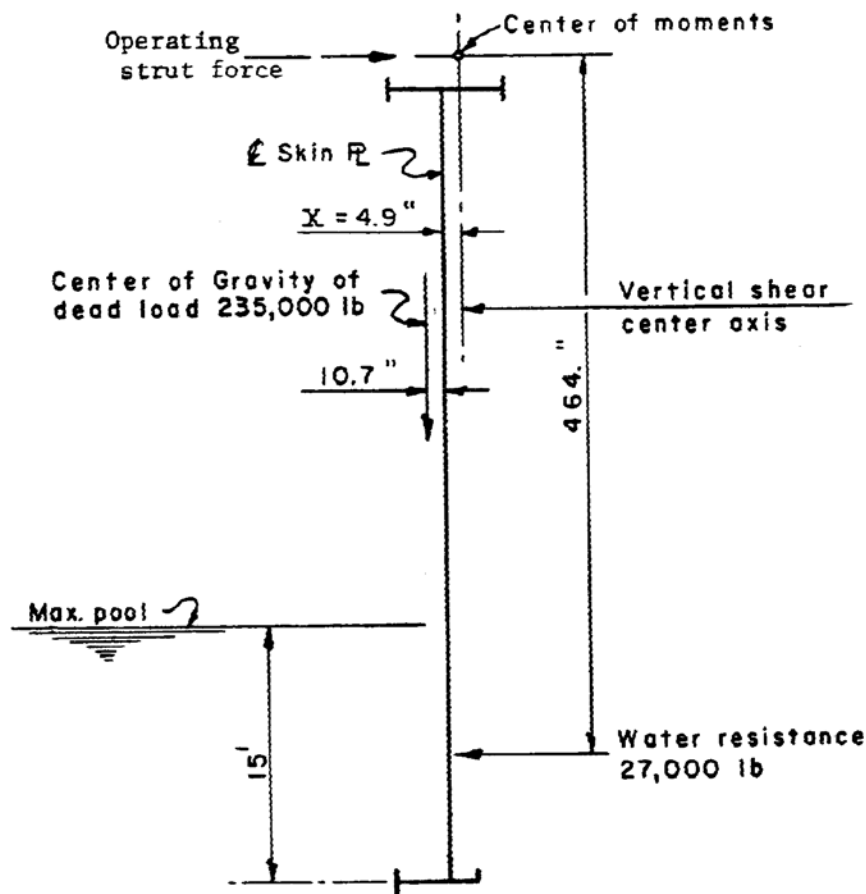 Center of moments
Operating
strut force
℄ Skin PL
X = 4.9"
Center of Gravity of
dead load 235,000 lb
Vertical shear
center axis
10.7"
464."
Max. pool
15'
Water resistance
27,000 lb